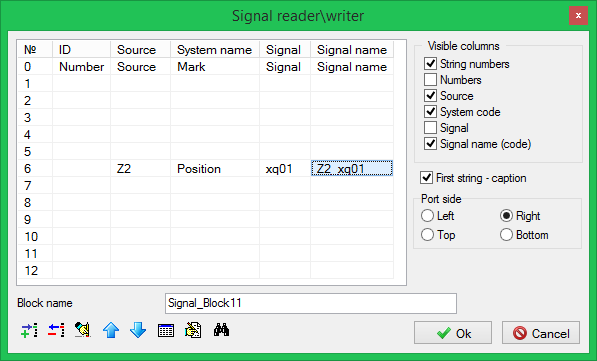 Signal reader\writer
x
№ ID Source System name Signal Signal name
0 Number Source Mark Signal Signal name
1
2
3
4
5
6 Z2 Position xq01 Z2_xq01
7
8
9
10
11
12
Visible columns
String numbers
Numbers
Source
System code
Signal
Signal name (code)
First string - caption
Port side
Left Right
Top Bottom
Block name Signal_Block11
Ok Cancel